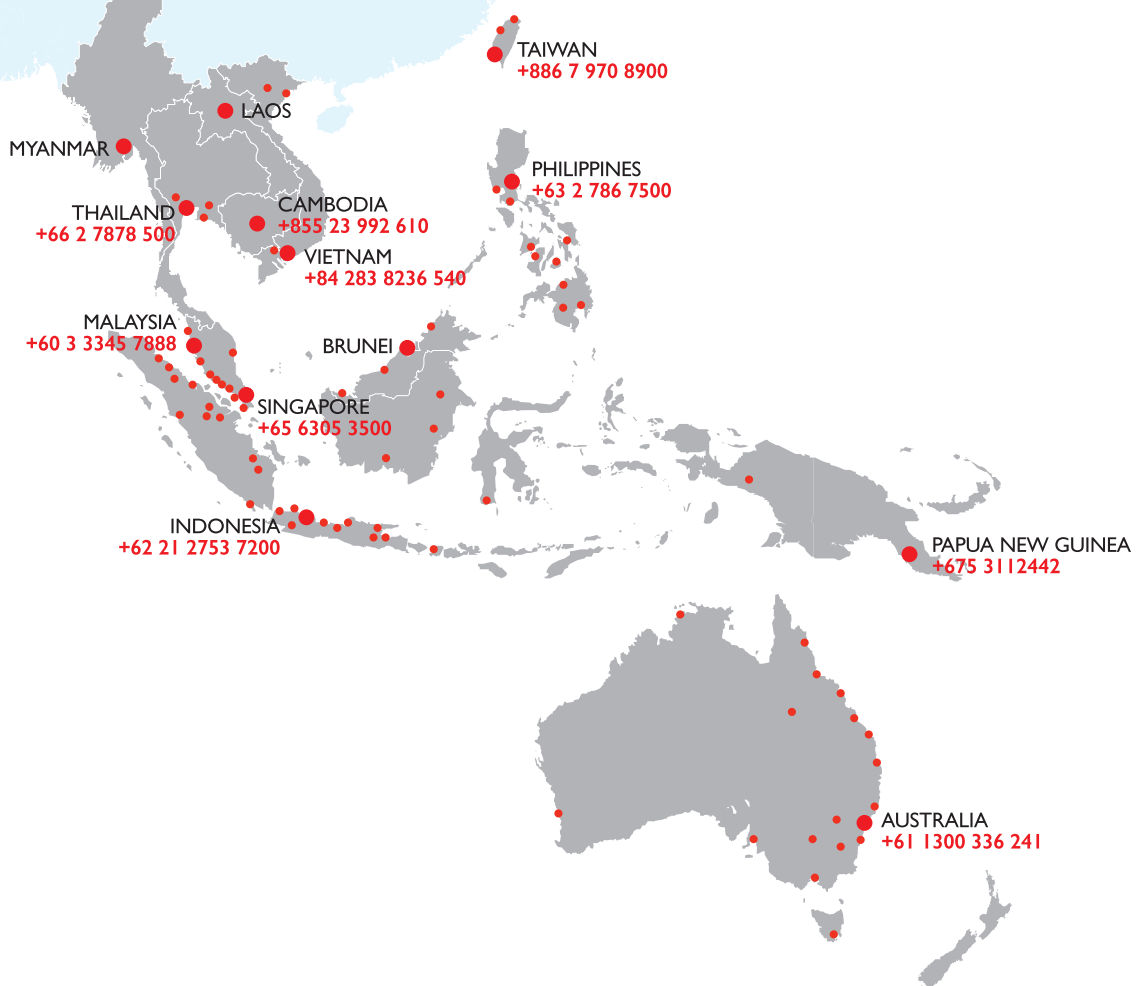 TAIWAN
+886 7 970 8900
LAOS
MYANMAR
PHILIPPINES
+63 2 786 7500
CAMBODIA
+855 23 992 610
THAILAND
+66 2 7878 500
VIETNAM
+84 283 8236 540
MALAYSIA
+60 3 3345 7888
BRUNEI
SINGAPORE
+65 6305 3500
INDONESIA
+62 21 2753 7200
PAPUA NEW GUINEA
+675 3112442
AUSTRALIA
+61 1300 336 241